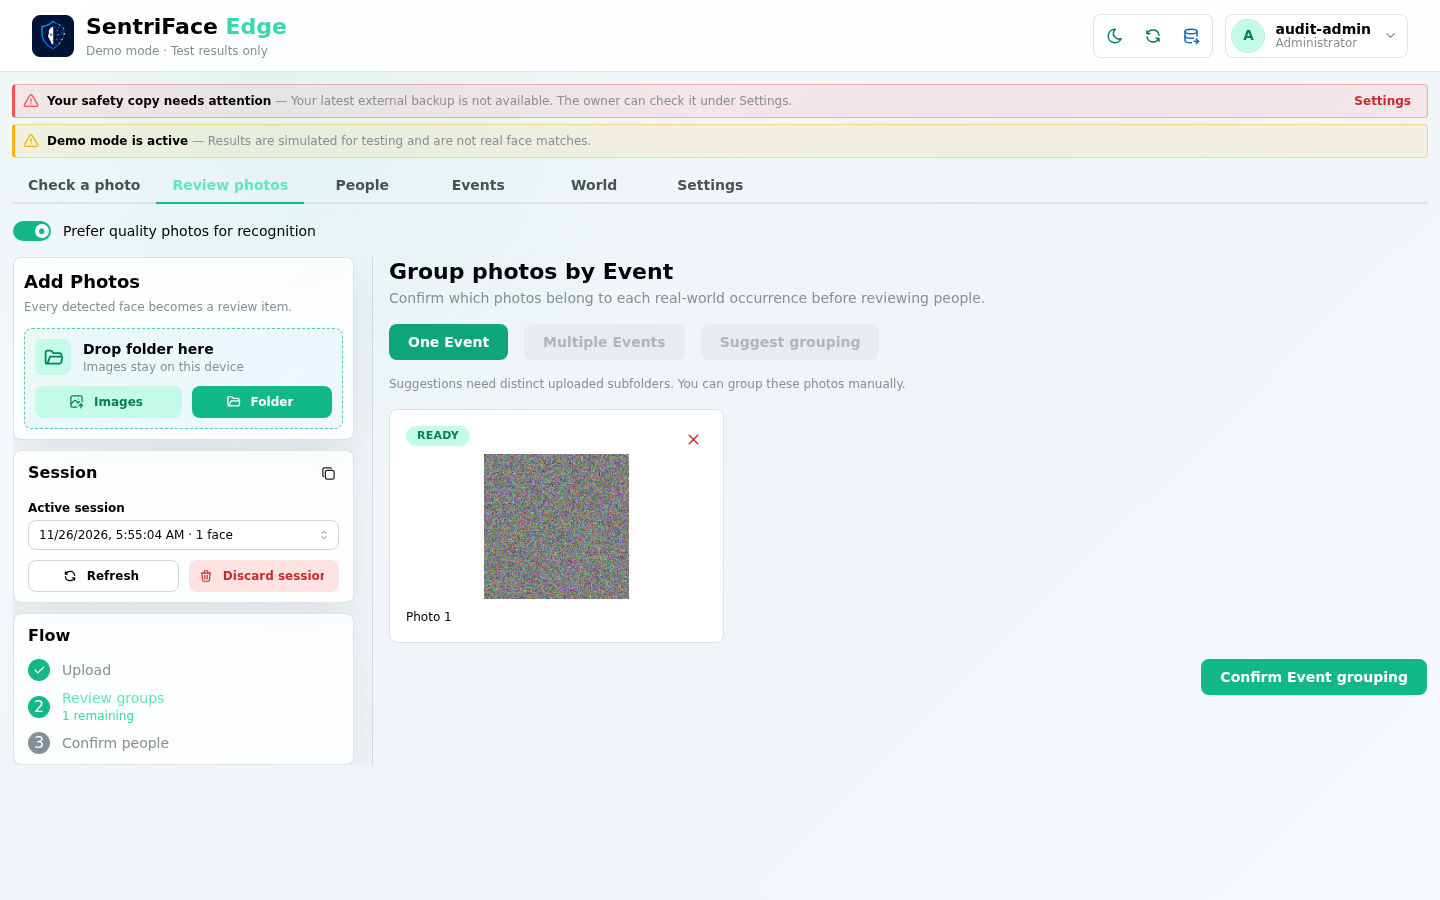 SentriFace Edge
Demo mode · Test results only
A
audit-admin
Administrator
Your safety copy needs attention — Your latest external backup is not available. The owner can check it under Settings.
Settings
Demo mode is active — Results are simulated for testing and are not real face matches.
Check a photo
Review photos
People
Events
World
Settings
Prefer quality photos for recognition
Add Photos
Every detected face becomes a review item.
Drop folder here
Images stay on this device
Images
Folder
Session
Active session
11/26/2026, 5:55:04 AM · 1 face
Refresh
Discard session
Flow
Upload
2
Review groups
1 remaining
3
Confirm people
Group photos by Event
Confirm which photos belong to each real-world occurrence before reviewing people.
One Event
Multiple Events
Suggest grouping
Suggestions need distinct uploaded subfolders. You can group these photos manually.
READY
Photo 1
Confirm Event grouping